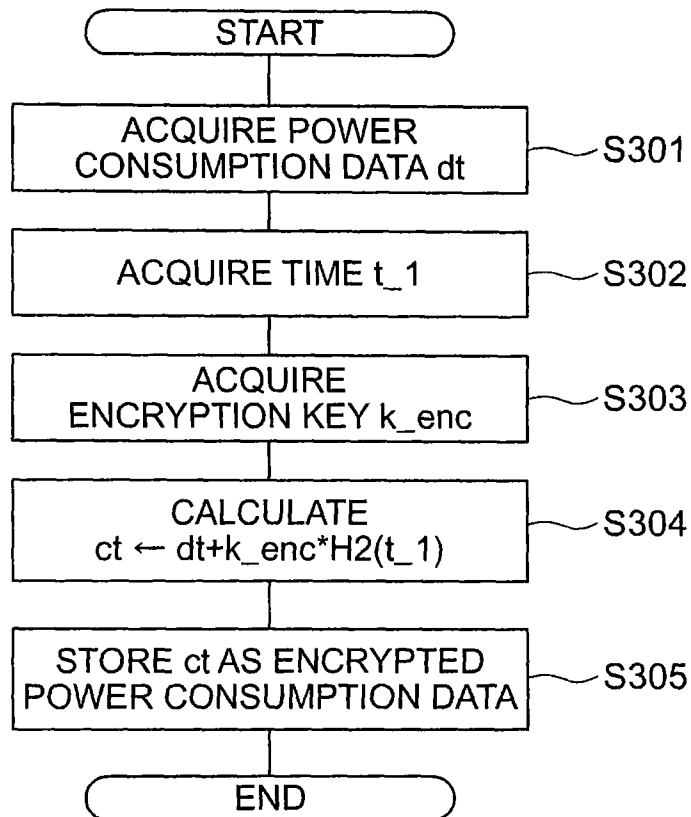 START
ACQUIRE POWER
CONSUMPTION DATA dt
S301
ACQUIRE TIME t_1
S302
ACQUIRE
ENCRYPTION KEY k_enc
S303
CALCULATE
ct ← dt+k_enc*H2(t_1)
S304
STORE ct AS ENCRYPTED
POWER CONSUMPTION DATA
S305
END